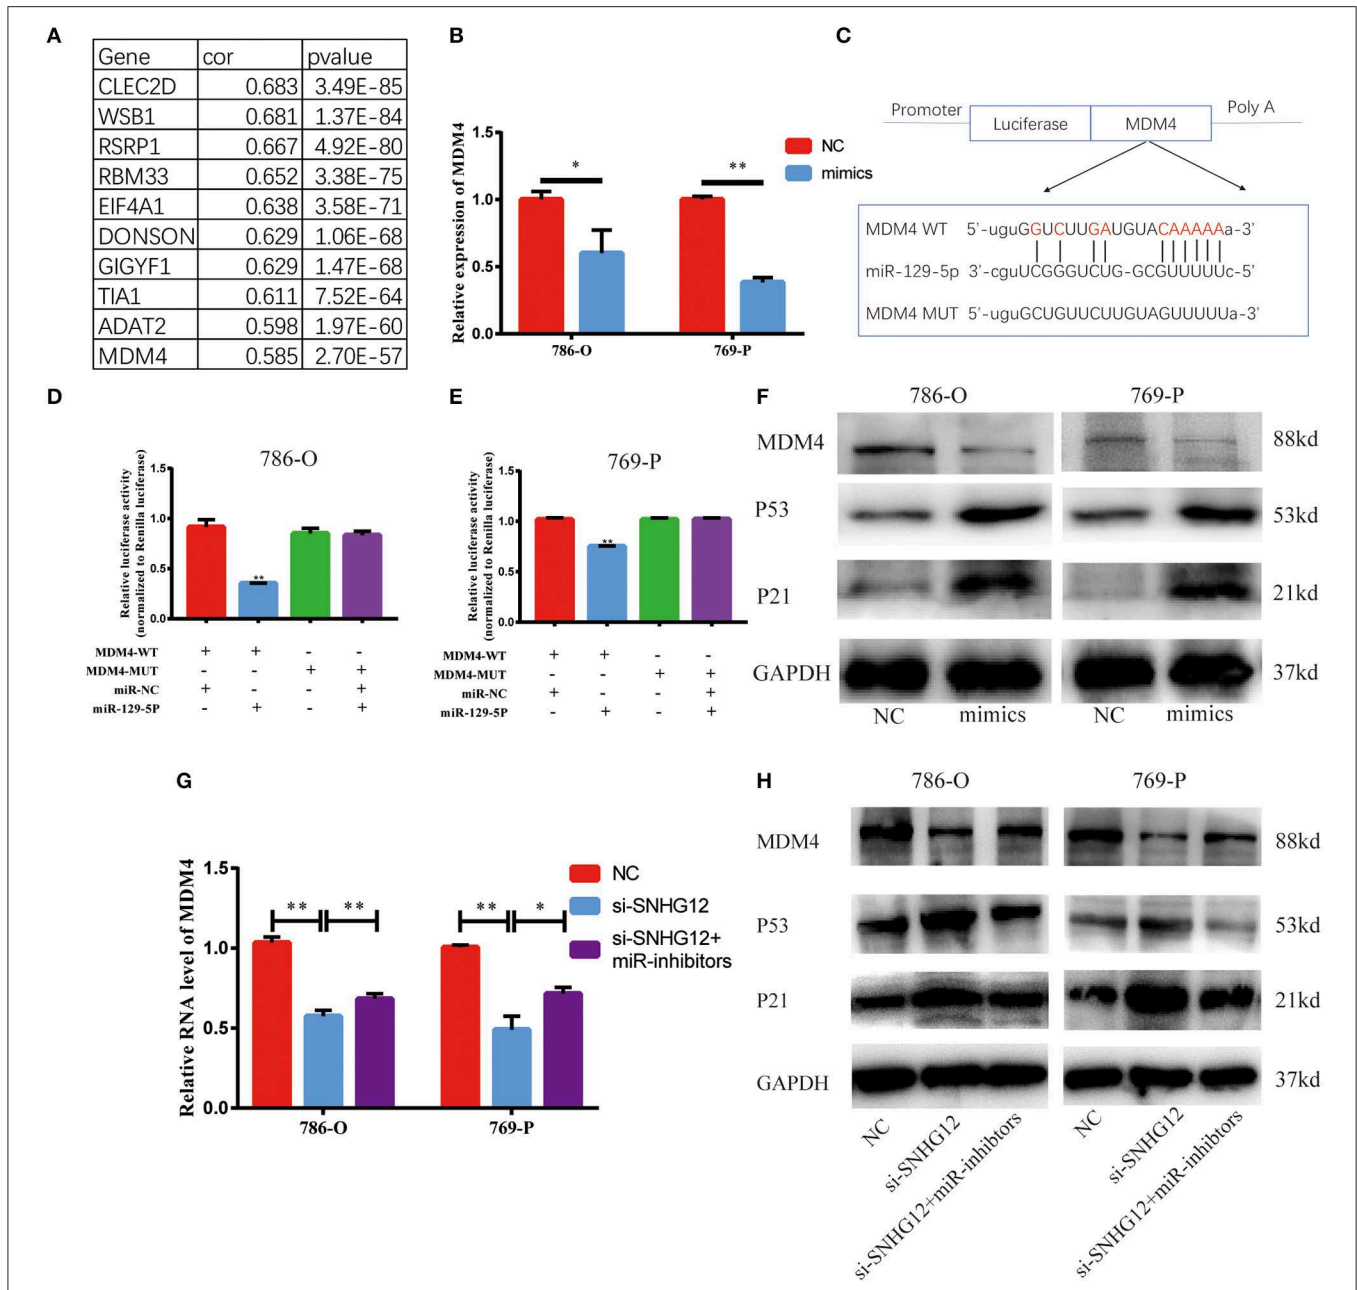 A
Gene cor pvalue
CLEC2D 0.683 3.49E-85
WSB1 0.681 1.37E-84
RSRP1 0.667 4.92E-80
RBM33 0.652 3.38E-75
EIF4A1 0.638 3.58E-71
DONSON 0.629 1.06E-68
GIGYF1 0.629 1.47E-68
TIA1 0.611 7.52E-64
ADAT2 0.598 1.97E-60
MDM4 0.585 2.70E-57
B
Relative expression of MDM4
1.5
1.0
0.5
0.0
* **
NC
mimics
786-O 769-P
C
Promoter Luciferase MDM4 Poly A
MDM4 WT 5'-uguGGUCUUGAUGUACAAAAAa-3'
miR-129-5p 3'-cguUCGGGUCUG-GCGUUUUUc-5'
MDM4 MUT 5'-uguGCUGUUCUUGUAGUUUUUa-3'
D
786-O
Relative luciferase activity
(normalized to Renilla luciferase)
1.5
1.0
0.5
0.0
**
MDM4-WT + + - -
MDM4-MUT - - + +
miR-NC + - - +
miR-129-5P - + - +
E
769-P
Relative luciferase activity
(normalized to Renilla luciferase)
1.5
1.0
0.5
0.0
**
MDM4-WT + + - -
MDM4-MUT - - + +
miR-NC + - - +
miR-129-5P - + - +
F
786-O 769-P
MDM4 88kd
P53 53kd
P21 21kd
GAPDH 37kd
NC mimics NC mimics
G
Relative RNA level of MDM4
1.5
1.0
0.5
0.0
** ** ** *
NC
si-SNHG12
si-SNHG12+
miR-inhibitors
786-O 769-P
H
786-O 769-P
MDM4 88kd
P53 53kd
P21 21kd
GAPDH 37kd
NC
si-SNHG12
si-SNHG12+miR-inhibtors
NC
si-SNHG12
si-SNHG12+miR-inhibtors